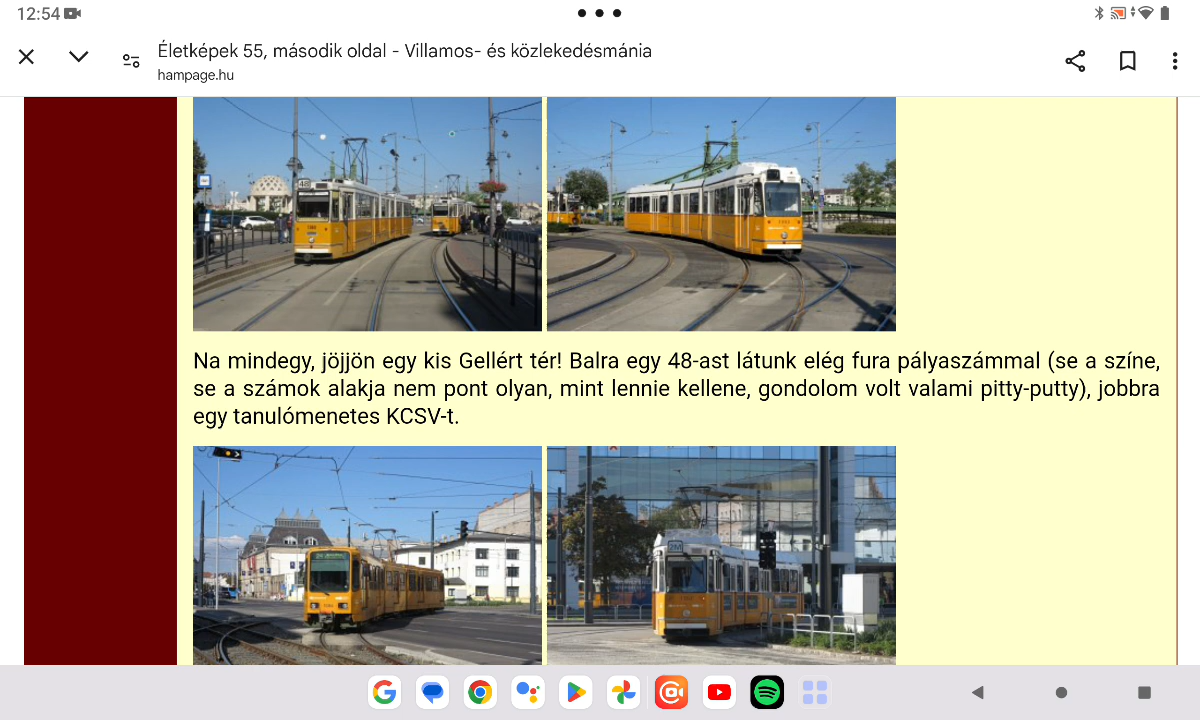 12:54
Életképek 55, második oldal - Villamos- és közlekedésmánia
hampage.hu
48
Na mindegy, jöjjön egy kis Gellért tér! Balra egy 48-ast látunk elég fura pályaszámmal (se a színe,
se a számok alakja nem pont olyan, mint lennie kellene, gondolom volt valami pitty-putty), jobbra
egy tanulómenetes KCSV-t.